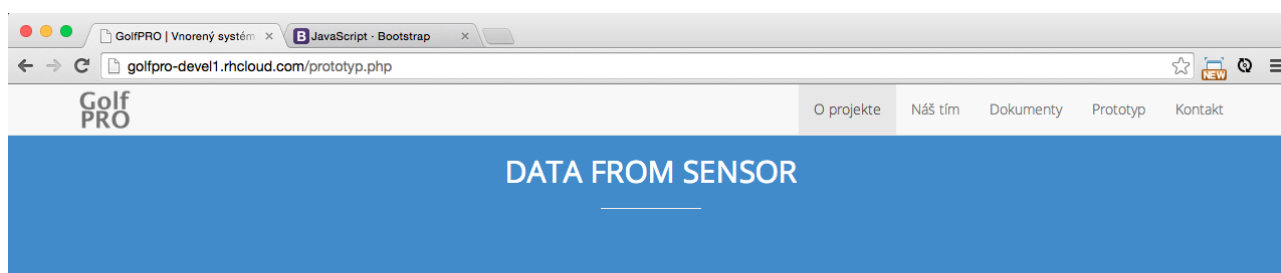 GolfPRO | Vnorený systém
JavaScript · Bootstrap
golfpro-devel1.rhcloud.com/prototyp.php
NEW
Golf
PRO
O projekte Náš tím Dokumenty Prototyp Kontakt
DATA FROM SENSOR